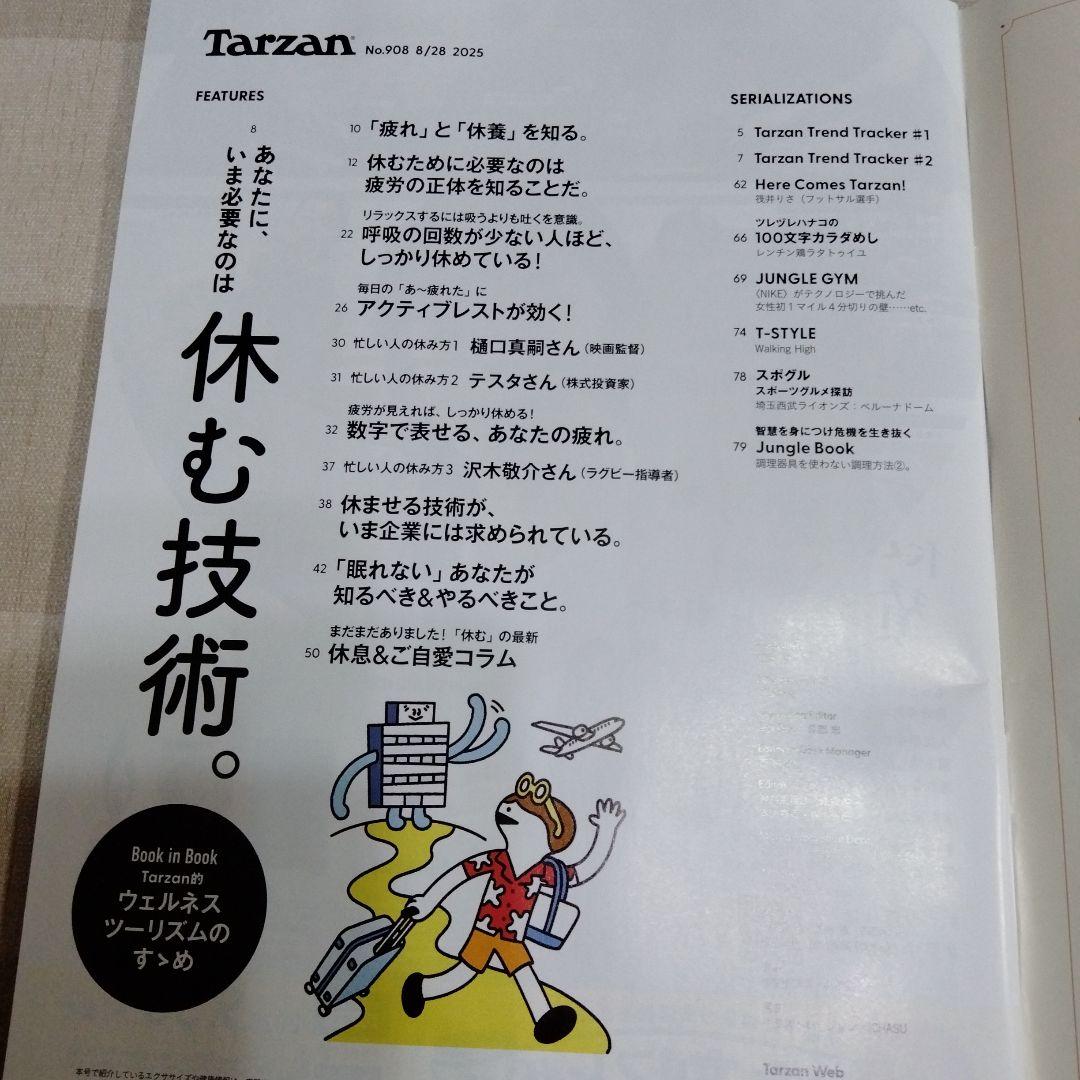 Tarzan No.908 8/28 2025
FEATURES
8
あなたに、
いま必要なのは
休む技術。
10 「疲れ」と「休養」を知る。
12 休むために必要なのは
疲労の正体を知ることだ。
リラックスするには吸うよりも吐くを意識。
22 呼吸の回数が少ない人ほど、
しっかり休めている!
毎日の「あ〜疲れた」に
26 アクティブレストが効く!
30 忙しい人の休み方1 樋口真嗣さん(映画監督)
31 忙しい人の休み方2 テスタさん(株式投資家)
疲労が見えれば、しっかり休める!
32 数字で表せる、あなたの疲れ。
37 忙しい人の休み方3 沢木敬介さん(ラグビー指導者)
38 休ませる技術が、
いま企業には求められている。
42 「眠れない」あなたが
知るべき&やるべきこと。
まだまだありました!「休む」の最新
50 休息&ご自愛コラム
Book in Book
Tarzan的
ウェルネス
ツーリズムの
すゝめ
SERIALIZATIONS
5 Tarzan Trend Tracker #1
7 Tarzan Trend Tracker #2
62 Here Comes Tarzan!
筏井りさ(フットサル選手)
ツレヅレハナコの
66 100文字カラダめし
レンチン鶏ラタトゥイユ
69 JUNGLE GYM
〈NIKE〉がテクノロジーで挑んだ
女性初1マイル4分切りの壁……etc.
74 T-STYLE
Walking High
78 スポグル
スポーツグルメ探訪
埼玉西武ライオンズ:ベルーナドーム
智慧を身につけ危機を生き抜く
79 Jungle Book
調理器具を使わない調理方法②。
Tarzan Web